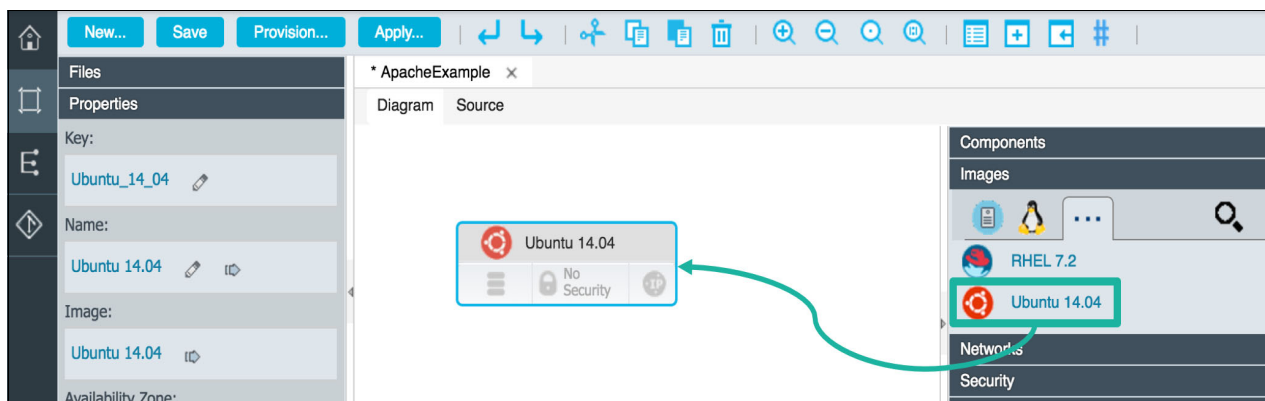 New... Save Provision... Apply...
Files
Properties
Key:
Ubuntu_14_04
Name:
Ubuntu 14.04
Image:
Ubuntu 14.04
Availability Zone:
* ApacheExample ×
Diagram Source
Ubuntu 14.04
No
Security
IP
Components
Images
...
RHEL 7.2
Ubuntu 14.04
Networks
Security